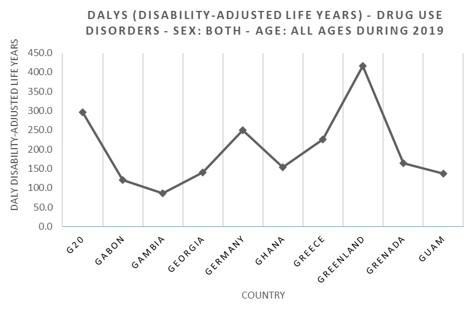 DALYS (DISABILITY-ADJUSTED LIFE YEARS) - DRUG USE
DISORDERS - SEX: BOTH - AGE: ALL AGES DURING 2019
DALY DISABILITY-ADJUSTED LIFE YEARS
450.0
400.0
350.0
300.0
250.0
200.0
150.0
100.0
50.0
0.0
G20
GABON
GAMBIA
GEORGIA
GERMANY
GHANA
GREECE
GREENLAND
GRENADA
GUAM
COUNTRY